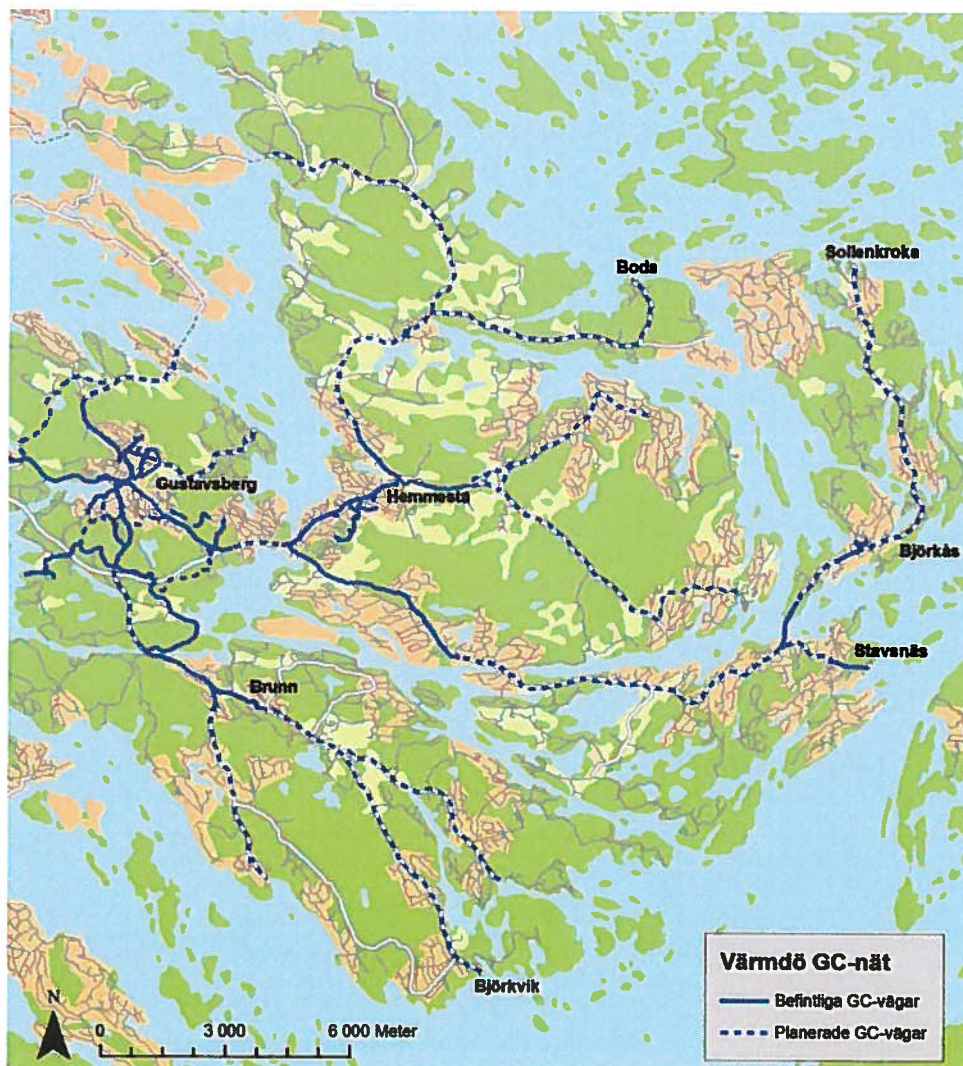 Sollenkroka
Boda
Gustavsberg
Hemmesta
Björkås
Stavsnäs
Brunn
Björkvik
Värmdö GC-nät
Befintliga GC-vägar
Planerade GC-vägar
N
0 3 000 6 000 Meter